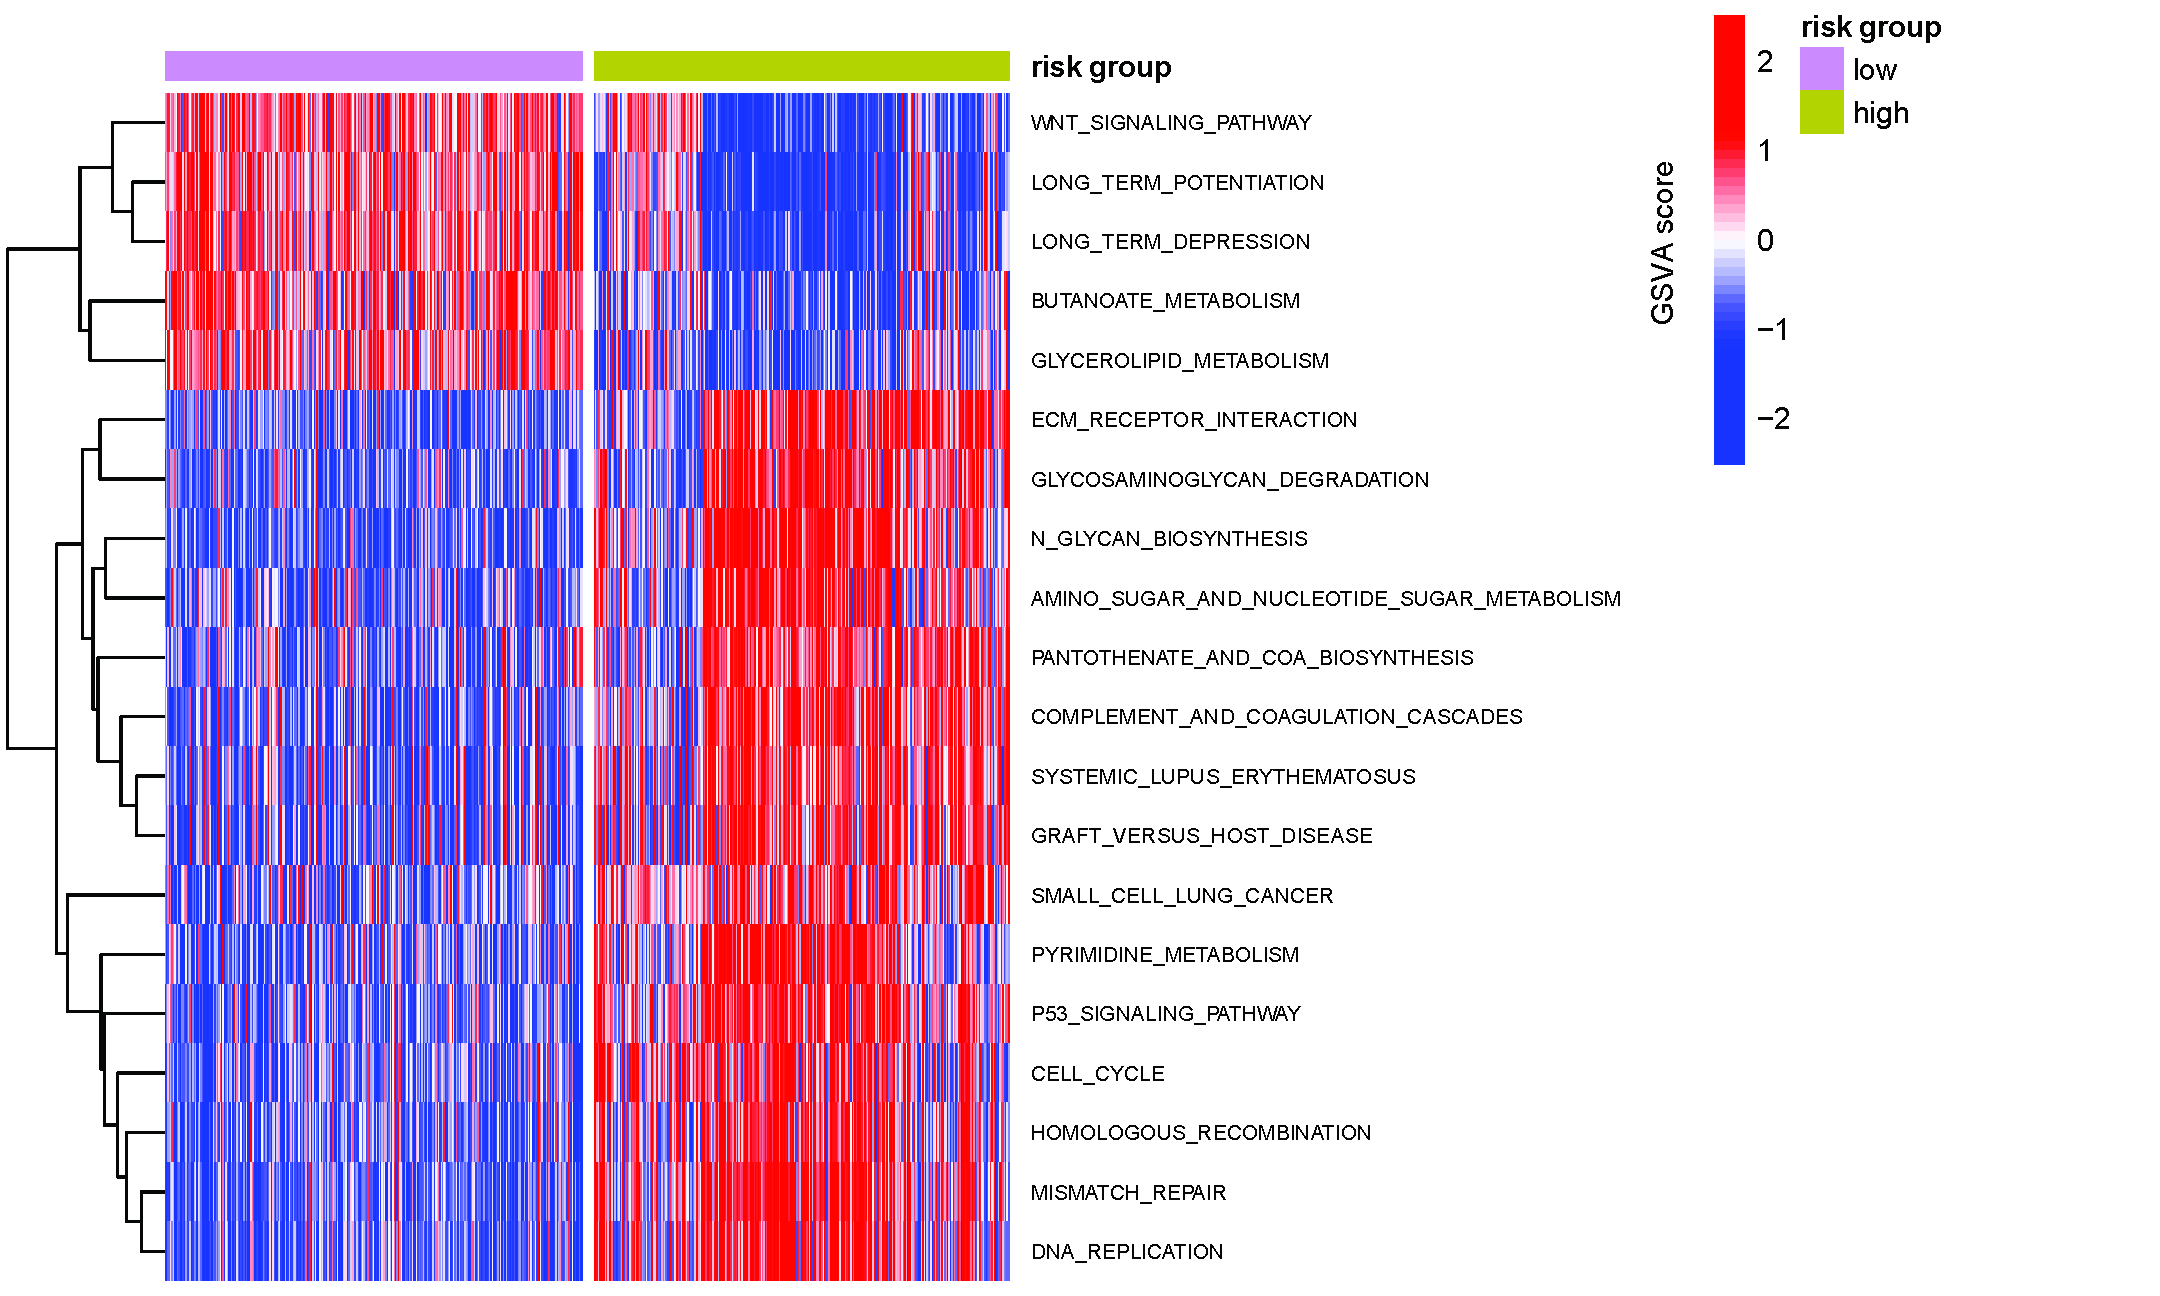 risk group
WNT_SIGNALING_PATHWAY
LONG_TERM_POTENTIATION
LONG_TERM_DEPRESSION
BUTANOATE_METABOLISM
GLYCEROLIPID_METABOLISM
ECM_RECEPTOR_INTERACTION
GLYCOSAMINOGLYCAN_DEGRADATION
N_GLYCAN_BIOSYNTHESIS
AMINO_SUGAR_AND_NUCLEOTIDE_SUGAR_METABOLISM
PANTOTHENATE_AND_COA_BIOSYNTHESIS
COMPLEMENT_AND_COAGULATION_CASCADES
SYSTEMIC_LUPUS_ERYTHEMATOSUS
GRAFT_VERSUS_HOST_DISEASE
SMALL_CELL_LUNG_CANCER
PYRIMIDINE_METABOLISM
P53_SIGNALING_PATHWAY
CELL_CYCLE
HOMOLOGOUS_RECOMBINATION
MISMATCH_REPAIR
DNA_REPLICATION
GSVA score
2
1
0
−1
−2
risk group
low
high